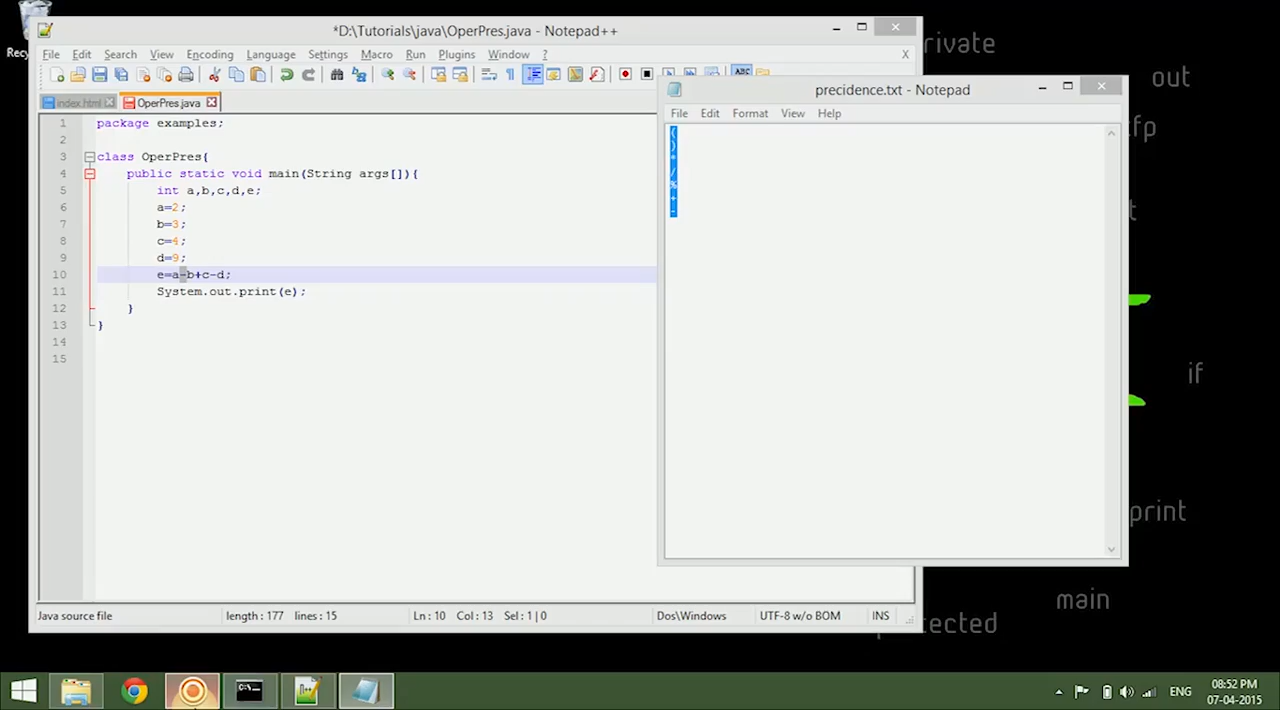 Recy
*D:\Tutorials\java\OperPres.java - Notepad++
File Edit Search View Encoding Language Settings Macro Run Plugins Window ? X
index.html OperPres.java
1 package examples;
2
3 class OperPres{
4 public static void main(String args[]){
5 int a,b,c,d,e;
6 a=2;
7 b=3;
8 c=4;
9 d=9;
10 e=a-b+c-d;
11 System.out.print(e);
12 }
13 }
14
15
Java source file length : 177 lines : 15 Ln : 10 Col : 13 Sel : 1 | 0 Dos\Windows UTF-8 w/o BOM INS
precidence.txt - Notepad
File Edit Format View Help
(
)
*
/
%
+
-
rivate
out
fp
t
if
print
main
tected
ENG
08:52 PM
07-04-2015